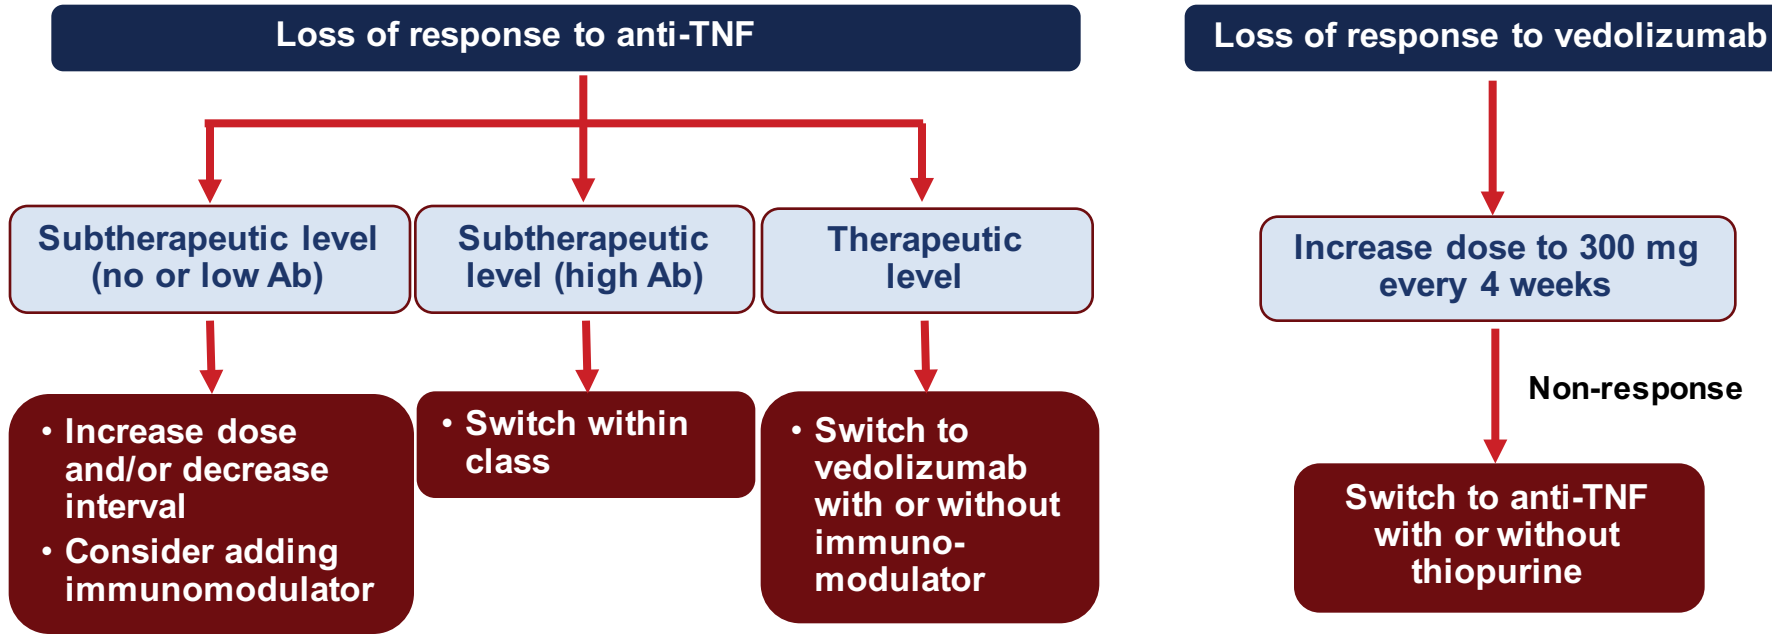 Loss of response to anti-TNF
Subtherapeutic level
(no or low Ab)
• Increase dose
and/or decrease
interval
• Consider adding
immunomodulator
Subtherapeutic
level (high Ab)
• Switch within
class
Therapeutic
level
• Switch to
vedolizumab
with or without
immuno-
modulator
Loss of response to vedolizumab
Increase dose to 300 mg
every 4 weeks
Non-response
Switch to anti-TNF
with or without
thiopurine